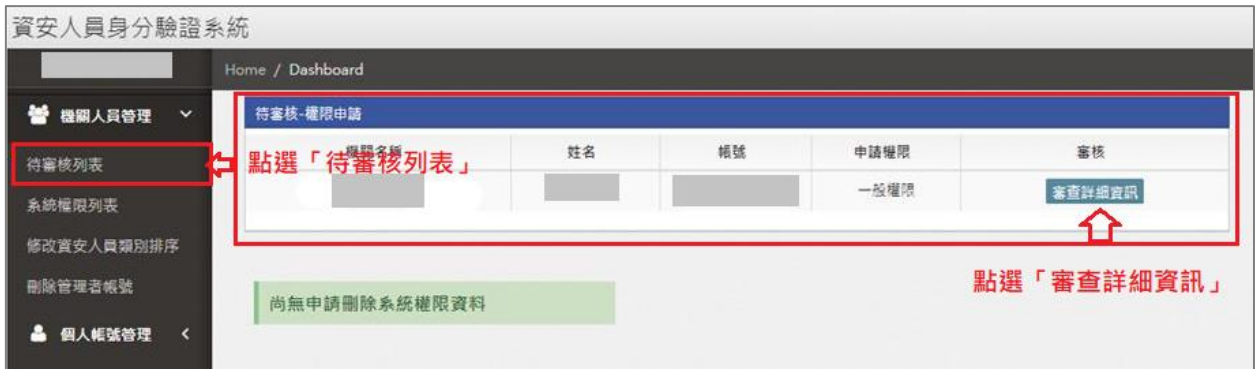 資安人員身分驗證系統
Home / Dashboard
機關人員管理
待審核列表
系統權限列表
修改資安人員類別排序
刪除管理者帳號
個人帳號管理
待審核-權限申請
機關名稱 姓名 帳號 申請權限 審核
點選「待審核列表」
一般權限 審查詳細資訊
點選「審查詳細資訊」
尚無申請刪除系統權限資料